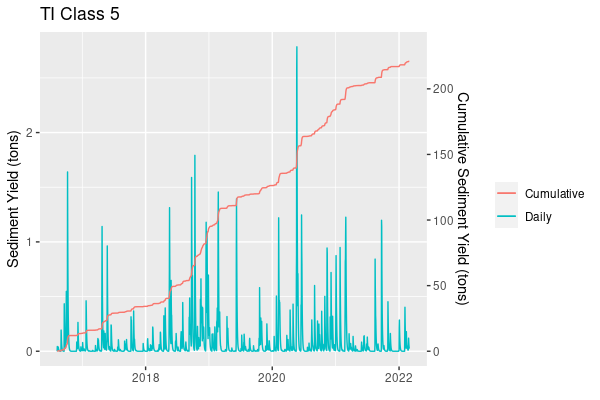 TI Class 5
Sediment Yield (tons)
2
1
0
200
150
100
50
0
Cumulative Sediment Yield (tons)
2018
2020
2022
Cumulative
Daily